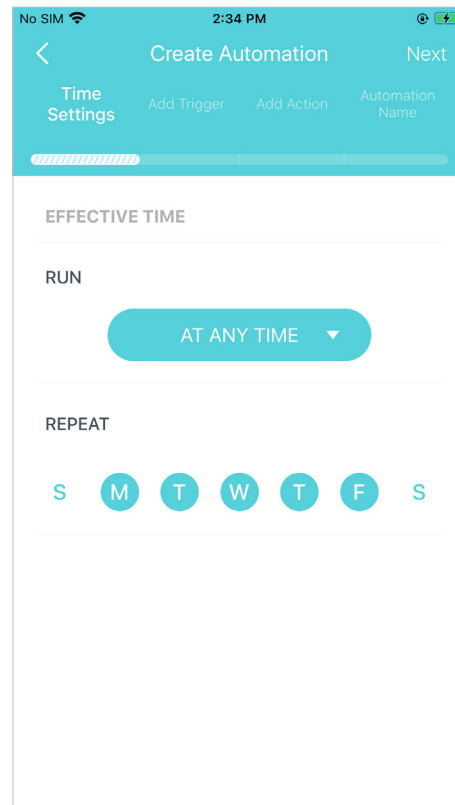 No SIM 2:34 PM
Create Automation Next
Time Settings Add Trigger Add Action Automation Name
EFFECTIVE TIME
RUN
AT ANY TIME
REPEAT
S M T W T F S